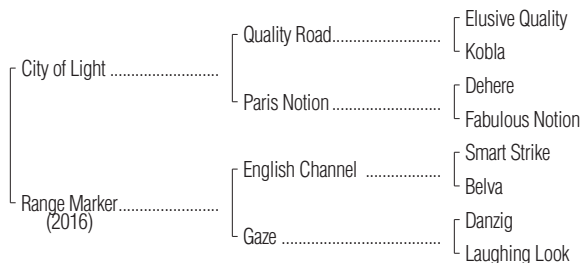 Elusive Quality
Quality Road
Kobla
City of Light
Dehere
Paris Notion
Fabulous Notion
Smart Strike
English Channel
Belva
Range Marker
(2016)
Danzig
Gaze
Laughing Look